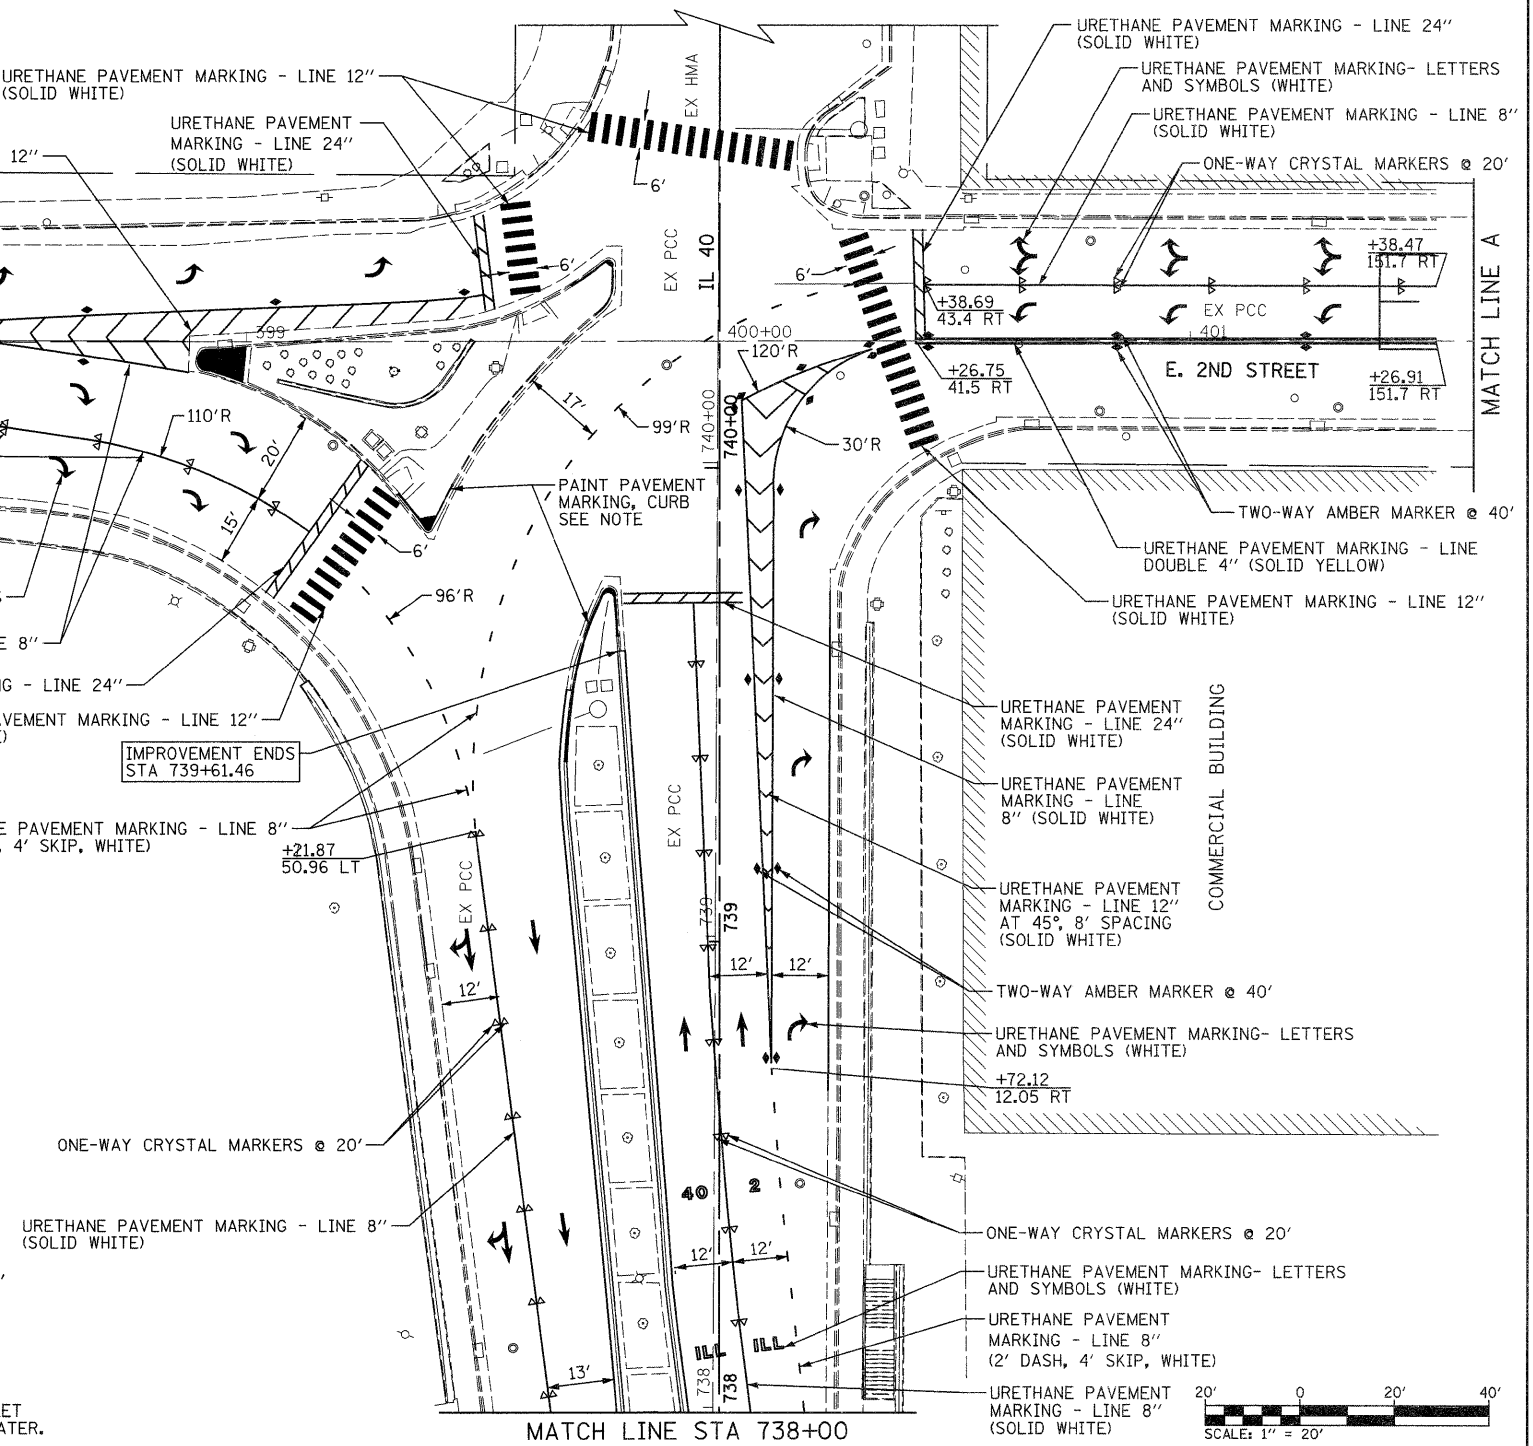 URETHANE PAVEMENT MARKING - LINE 24"
(SOLID WHITE)
URETHANE PAVEMENT MARKING - LINE 12"
(SOLID WHITE)
URETHANE PAVEMENT MARKING- LETTERS
AND SYMBOLS (WHITE)
URETHANE PAVEMENT
MARKING - LINE 24"
(SOLID WHITE)
URETHANE PAVEMENT MARKING - LINE 8"
(SOLID WHITE)
12"
ONE-WAY CRYSTAL MARKERS @ 20'
EX HMA
6'
EX PCC
IL 40
6'
6'
+38.47
151.7 RT
MATCH LINE A
+38.69
43.4 RT
EX PCC
399
400+00
401
120'R
E. 2ND STREET
+26.75
41.5 RT
+26.91
151.7 RT
110'R
17'
99'R
740+00
740+00
30'R
20'
15'
PAINT PAVEMENT
MARKING, CURB
SEE NOTE
TWO-WAY AMBER MARKER @ 40'
6'
URETHANE PAVEMENT MARKING - LINE
DOUBLE 4" (SOLID YELLOW)
S
96'R
URETHANE PAVEMENT MARKING - LINE 12"
(SOLID WHITE)
E 8"
NG - LINE 24"
AVEMENT MARKING - LINE 12"
E)
URETHANE PAVEMENT
MARKING - LINE 24"
(SOLID WHITE)
COMMERCIAL BUILDING
IMPROVEMENT ENDS
STA 739+61.46
URETHANE PAVEMENT
MARKING - LINE
8" (SOLID WHITE)
E PAVEMENT MARKING - LINE 8"
, 4' SKIP, WHITE)
+21.87
50.96 LT
EX PCC
EX PCC
URETHANE PAVEMENT
MARKING - LINE 12"
AT 45°, 8' SPACING
(SOLID WHITE)
739
739
12'
12'
12'
TWO-WAY AMBER MARKER @ 40'
URETHANE PAVEMENT MARKING- LETTERS
AND SYMBOLS (WHITE)
+72.12
12.05 RT
ONE-WAY CRYSTAL MARKERS @ 20'
40
2
URETHANE PAVEMENT MARKING - LINE 8"
(SOLID WHITE)
ONE-WAY CRYSTAL MARKERS @ 20'
12'
12'
URETHANE PAVEMENT MARKING- LETTERS
AND SYMBOLS (WHITE)
URETHANE PAVEMENT
MARKING - LINE 8"
(2' DASH, 4' SKIP, WHITE)
ILL
ILL
13'
738
738
URETHANE PAVEMENT
MARKING - LINE 8"
(SOLID WHITE)
20'
0
20'
40'
SCALE: 1" = 20'
ET
ATER.
MATCH LINE STA 738+00